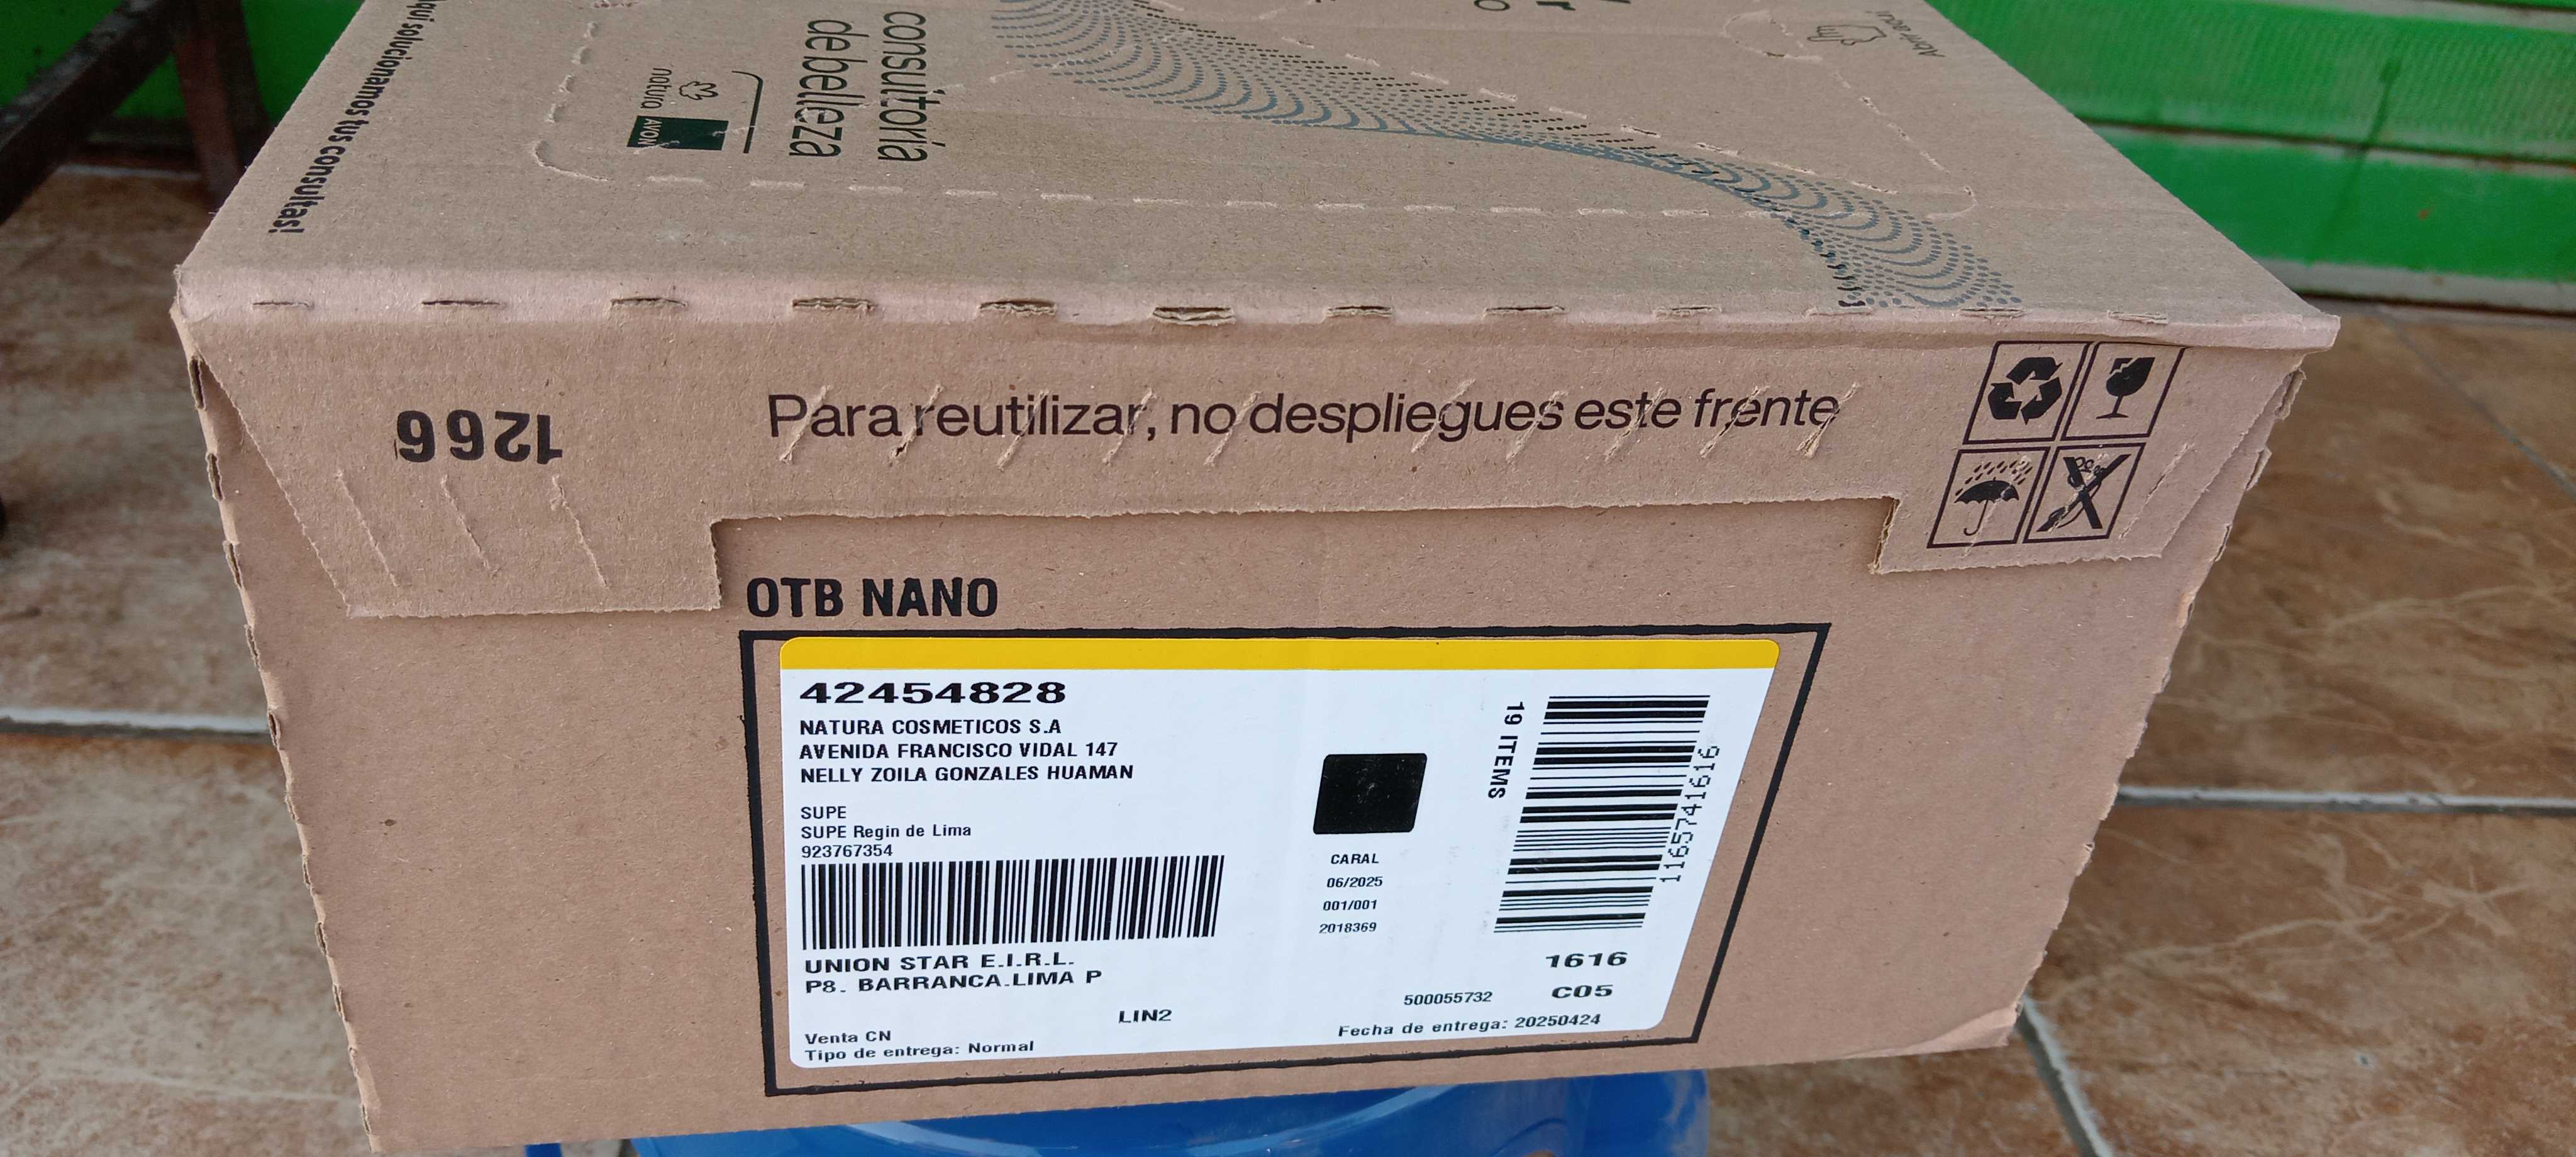 aquí solucionamos tus consultas!
consultoría
de belleza
natura
AVON
Abrir aquí
1266
Para reutilizar, no despliegues este frente
OTB NANO
42454828
NATURA COSMETICOS S.A
AVENIDA FRANCISCO VIDAL 147
NELLY ZOILA GONZALES HUAMAN
SUPE
SUPE Regin de Lima
923767354
UNION STAR E.I.R.L.
P8. BARRANCA.LIMA P
LIN2
Venta CN
Tipo de entrega: Normal
CARAL
06/2025
001/001
2018369
19 ITEMS
1165741616
1616
500055732
C05
Fecha de entrega: 20250424